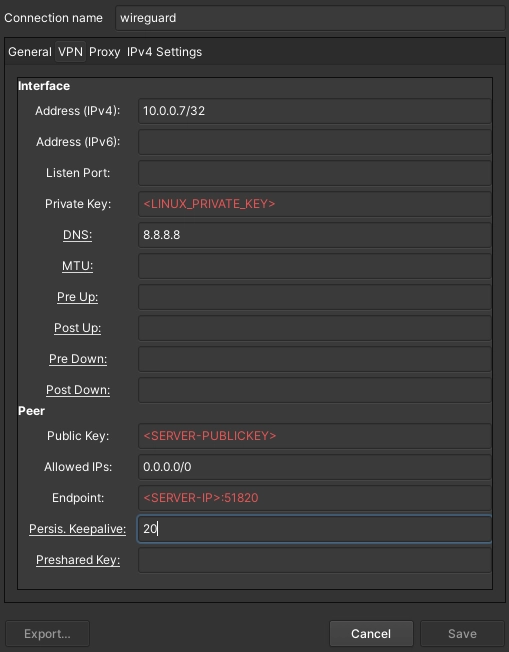 Connection name wireguard
General VPN Proxy IPv4 Settings
Interface
Address (IPv4): 10.0.0.7/32
Address (IPv6):
Listen Port:
Private Key: <LINUX_PRIVATE_KEY>
DNS: 8.8.8.8
MTU:
Pre Up:
Post Up:
Pre Down:
Post Down:
Peer
Public Key: <SERVER-PUBLICKEY>
Allowed IPs: 0.0.0.0/0
Endpoint: <SERVER-IP>:51820
Persis. Keepalive: 20
Preshared Key:
Export... Cancel Save